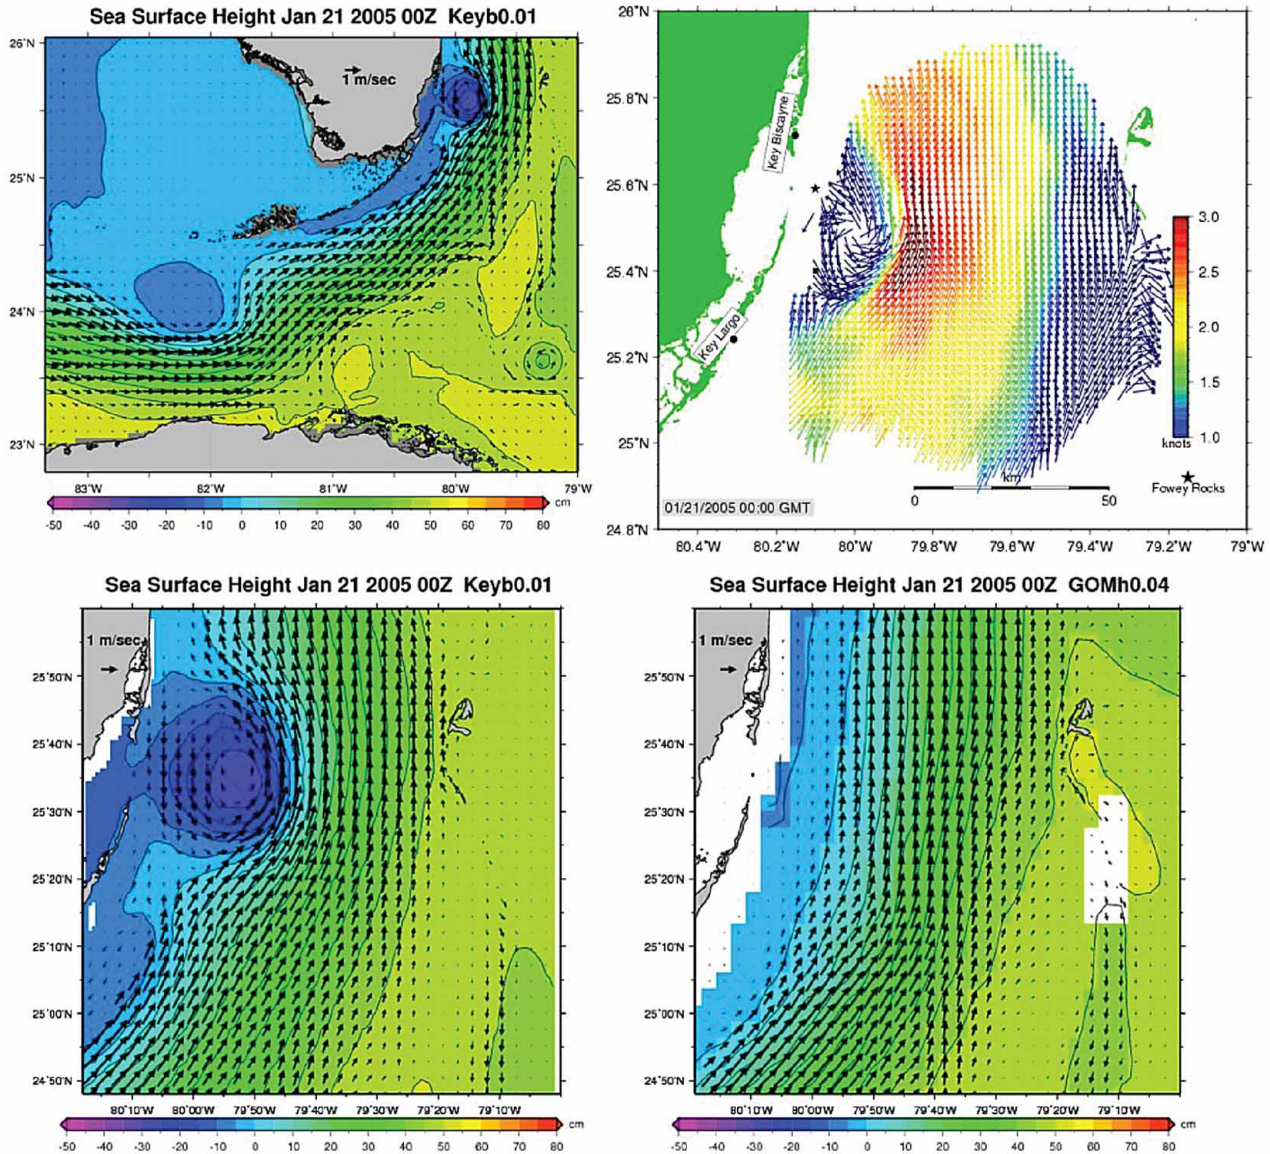 Sea Surface Height Jan 21 2005 00Z Keyb0.01
26°N
25°N
24°N
23°N
1 m/sec
83°W 82°W 81°W 80°W 79°W
-50 -40 -30 -20 -10 0 10 20 30 40 50 60 70 80 cm
26°N
25.8°N
25.6°N
25.4°N
25.2°N
25°N
24.8°N
Key Biscayne
Key Largo
3.0
2.5
2.0
1.5
1.0
knots
km
0 50
Fowey Rocks
01/21/2005 00:00 GMT
80.4°W 80.2°W 80°W 79.8°W 79.6°W 79.4°W 79.2°W 79°W
Sea Surface Height Jan 21 2005 00Z Keyb0.01
1 m/sec
25°50'N
25°40'N
25°30'N
25°20'N
25°10'N
25°00'N
24°50'N
80°10'W 80°00'W 79°50'W 79°40'W 79°30'W 79°20'W 79°10'W
-50 -40 -30 -20 -10 0 10 20 30 40 50 60 70 80 cm
Sea Surface Height Jan 21 2005 00Z GOMh0.04
1 m/sec
25°50'N
25°40'N
25°30'N
25°20'N
25°10'N
25°00'N
24°50'N
80°10'W 80°00'W 79°50'W 79°40'W 79°30'W 79°20'W 79°10'W
-50 -40 -30 -20 -10 0 10 20 30 40 50 60 70 80 cm